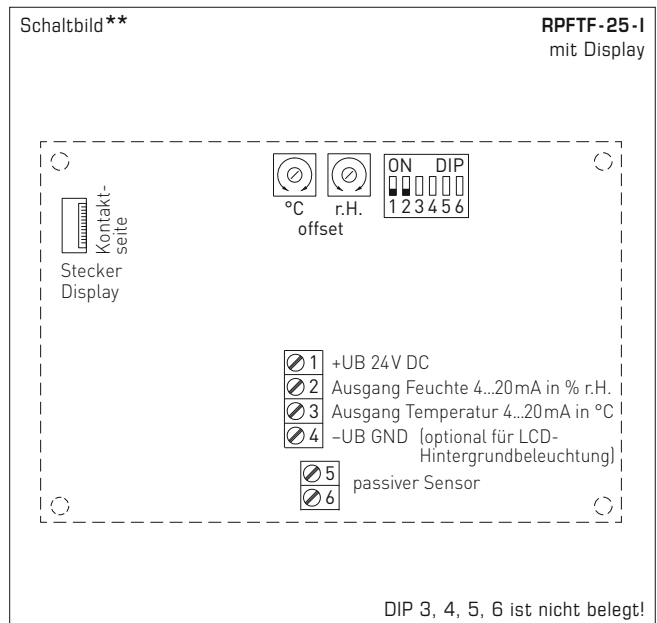 Schaltbild** RPFTF-25-I
mit Display
ON DIP
1 2 3 4 5 6
°C r.H.
offset
Kontakt-
seite
Stecker
Display
1 +UB 24V DC
2 Ausgang Feuchte 4...20mA in % r.H.
3 Ausgang Temperatur 4...20mA in °C
4 –UB GND (optional für LCD-
Hintergrundbeleuchtung)
5 passiver Sensor
6
DIP 3, 4, 5, 6 ist nicht belegt!